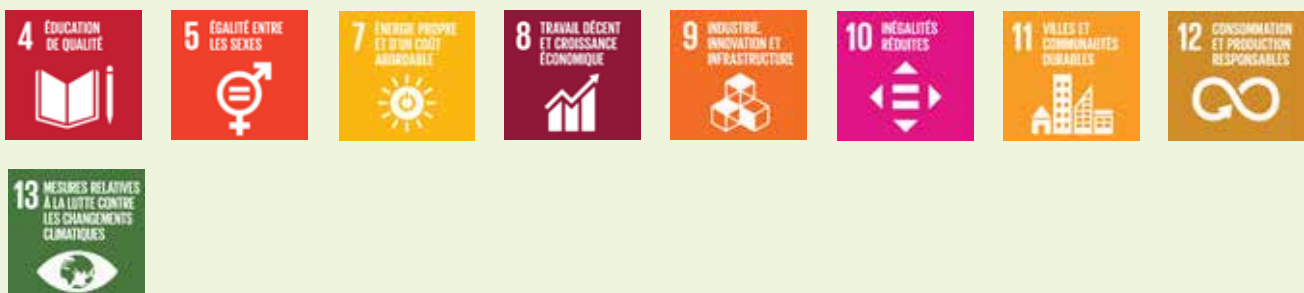 4 ÉDUCATION
DE QUALITÉ
5 ÉGALITÉ ENTRE
LES SEXES
7 ÉNERGIE PROPRE
ET D'UN COÛT
ABORDABLE
8 TRAVAIL DÉCENT
ET CROISSANCE
ÉCONOMIQUE
9 INDUSTRIE,
INNOVATION ET
INFRASTRUCTURE
10 INÉGALITÉS
RÉDUITES
11 VILLES ET
COMMUNAUTÉS
DURABLES
12 CONSOMMATION
ET PRODUCTION
RESPONSABLES
13 MESURES RELATIVES
À LA LUTTE CONTRE
LES CHANGEMENTS
CLIMATIQUES